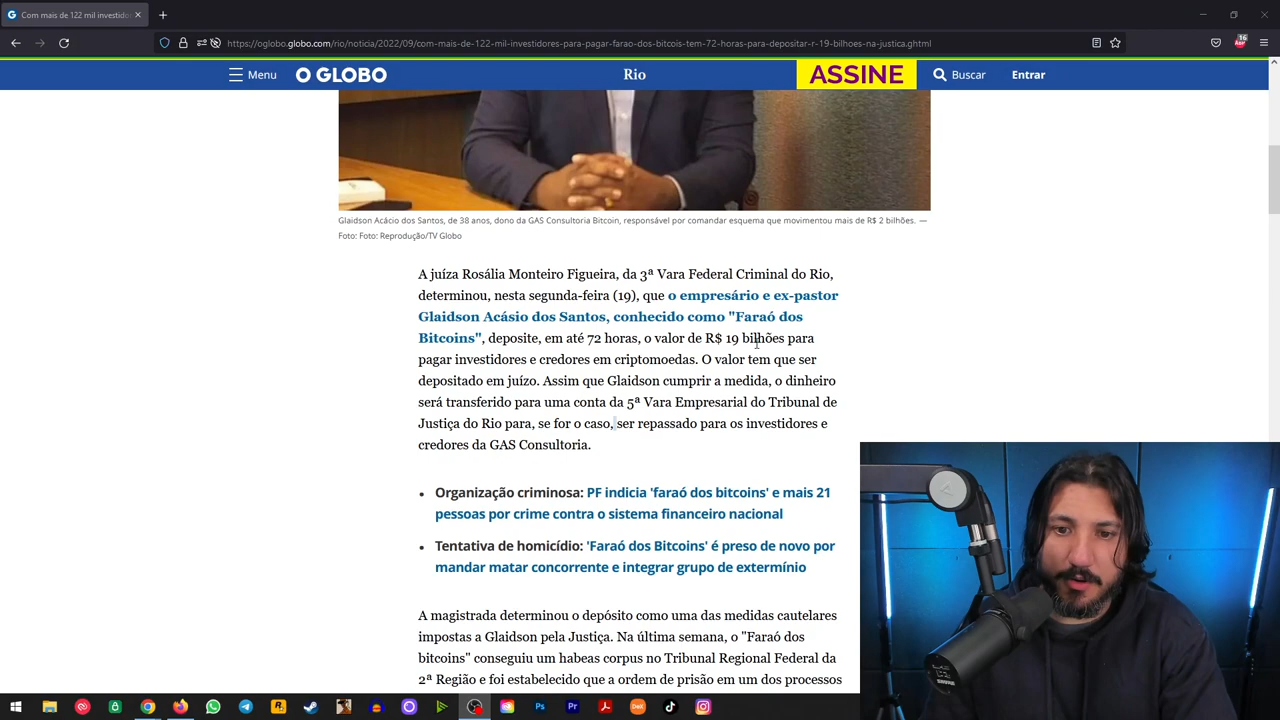 Com mais de 122 mil investido
https://oglobo.globo.com/rio/noticia/2022/09/com-mais-de-122-mil-investidores-para-pagar-farao-dos-bitcois-tem-72-horas-para-depositar-r-19-bilhoes-na-justica.ghtml
16
Menu
O GLOBO
Rio
ASSINE
Buscar
Entrar
Glaidson Acácio dos Santos, de 38 anos, dono da GAS Consultoria Bitcoin, responsável por comandar esquema que movimentou mais de R$ 2 bilhões. —
Foto: Foto: Reprodução/TV Globo
A juíza Rosália Monteiro Figueira, da 3ª Vara Federal Criminal do Rio,
determinou, nesta segunda-feira (19), que o empresário e ex-pastor
Glaidson Acásio dos Santos, conhecido como "Faraó dos
Bitcoins", deposite, em até 72 horas, o valor de R$ 19 bilhões para
pagar investidores e credores em criptomoedas. O valor tem que ser
depositado em juízo. Assim que Glaidson cumprir a medida, o dinheiro
será transferido para uma conta da 5ª Vara Empresarial do Tribunal de
Justiça do Rio para, se for o caso, ser repassado para os investidores e
credores da GAS Consultoria.
• Organização criminosa: PF indicia 'faraó dos bitcoins' e mais 21
pessoas por crime contra o sistema financeiro nacional
• Tentativa de homicídio: 'Faraó dos Bitcoins' é preso de novo por
mandar matar concorrente e integrar grupo de extermínio
A magistrada determinou o depósito como uma das medidas cautelares
impostas a Glaidson pela Justiça. Na última semana, o "Faraó dos
bitcoins" conseguiu um habeas corpus no Tribunal Regional Federal da
2ª Região e foi estabelecido que a ordem de prisão em um dos processos